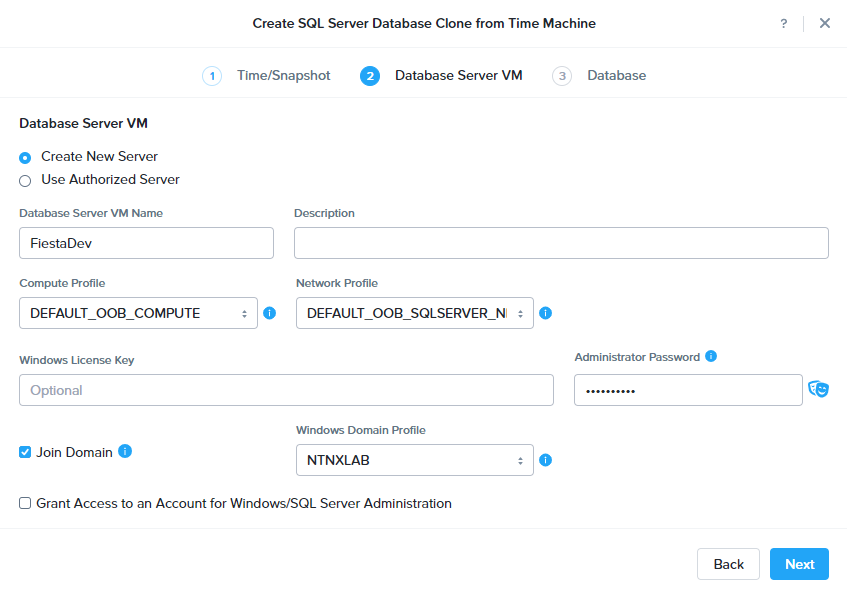 Create SQL Server Database Clone from Time Machine ?
1 Time/Snapshot 2 Database Server VM 3 Database
Database Server VM
Create New Server
Use Authorized Server
Database Server VM Name Description
FiestaDev
Compute Profile Network Profile
DEFAULT_OOB_COMPUTE DEFAULT_OOB_SQLSERVER_N
Windows License Key Administrator Password
Optional ••••••••••
Windows Domain Profile
Join Domain NTNXLAB
Grant Access to an Account for Windows/SQL Server Administration
Back Next